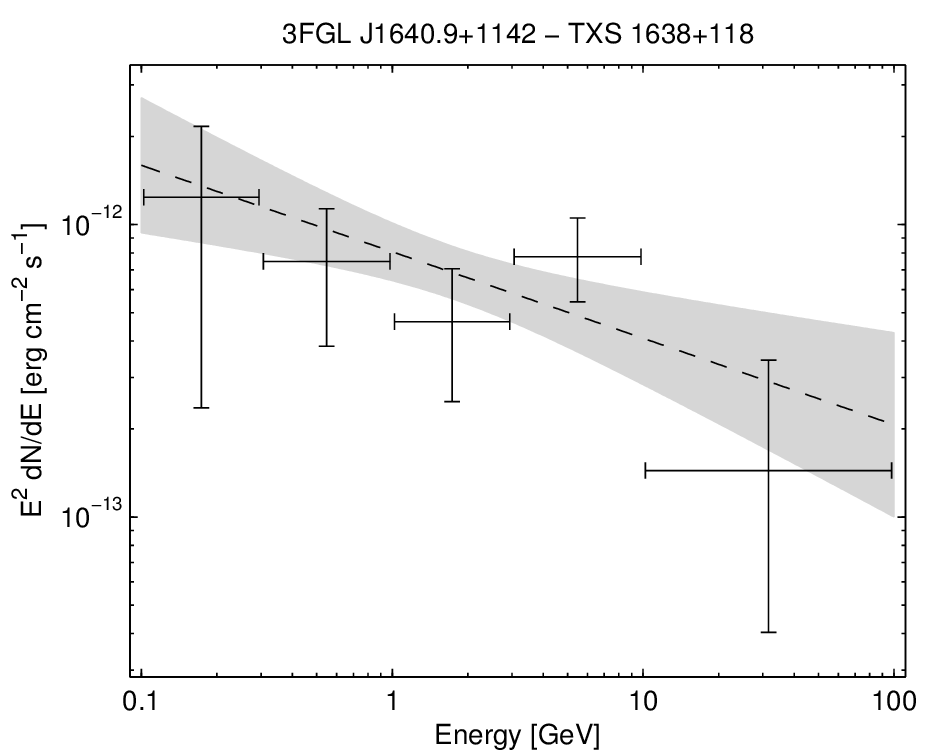 3FGL J1640.9+1142 − TXS 1638+118
E² dN/dE [erg cm⁻² s⁻¹]
10⁻¹²
10⁻¹³
0.1 1 10 100
Energy [GeV]